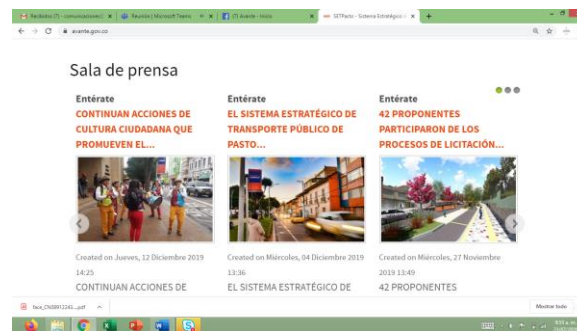 Recibidos (7) - comunicaciones
Reunión | Microsoft Teams
(7) Avante - Inicio
SETPasto - Sistema Estratégico
avante.gov.co
Sala de prensa
Entérate
CONTINUAN ACCIONES DE
CULTURA CIUDADANA QUE
PROMUEVEN EL...
Created on Jueves, 12 Diciembre 2019
14:25
CONTINUAN ACCIONES DE
Entérate
EL SISTEMA ESTRATÉGICO DE
TRANSPORTE PÚBLICO DE
PASTO...
Created on Miércoles, 04 Diciembre 2019
13:36
EL SISTEMA ESTRATÉGICO DE
Entérate
42 PROPONENTES
PARTICIPARON DE LOS
PROCESOS DE LICITACIÓN...
Created on Miércoles, 27 Noviembre
2019 13:49
42 PROPONENTES
Mostrar todo